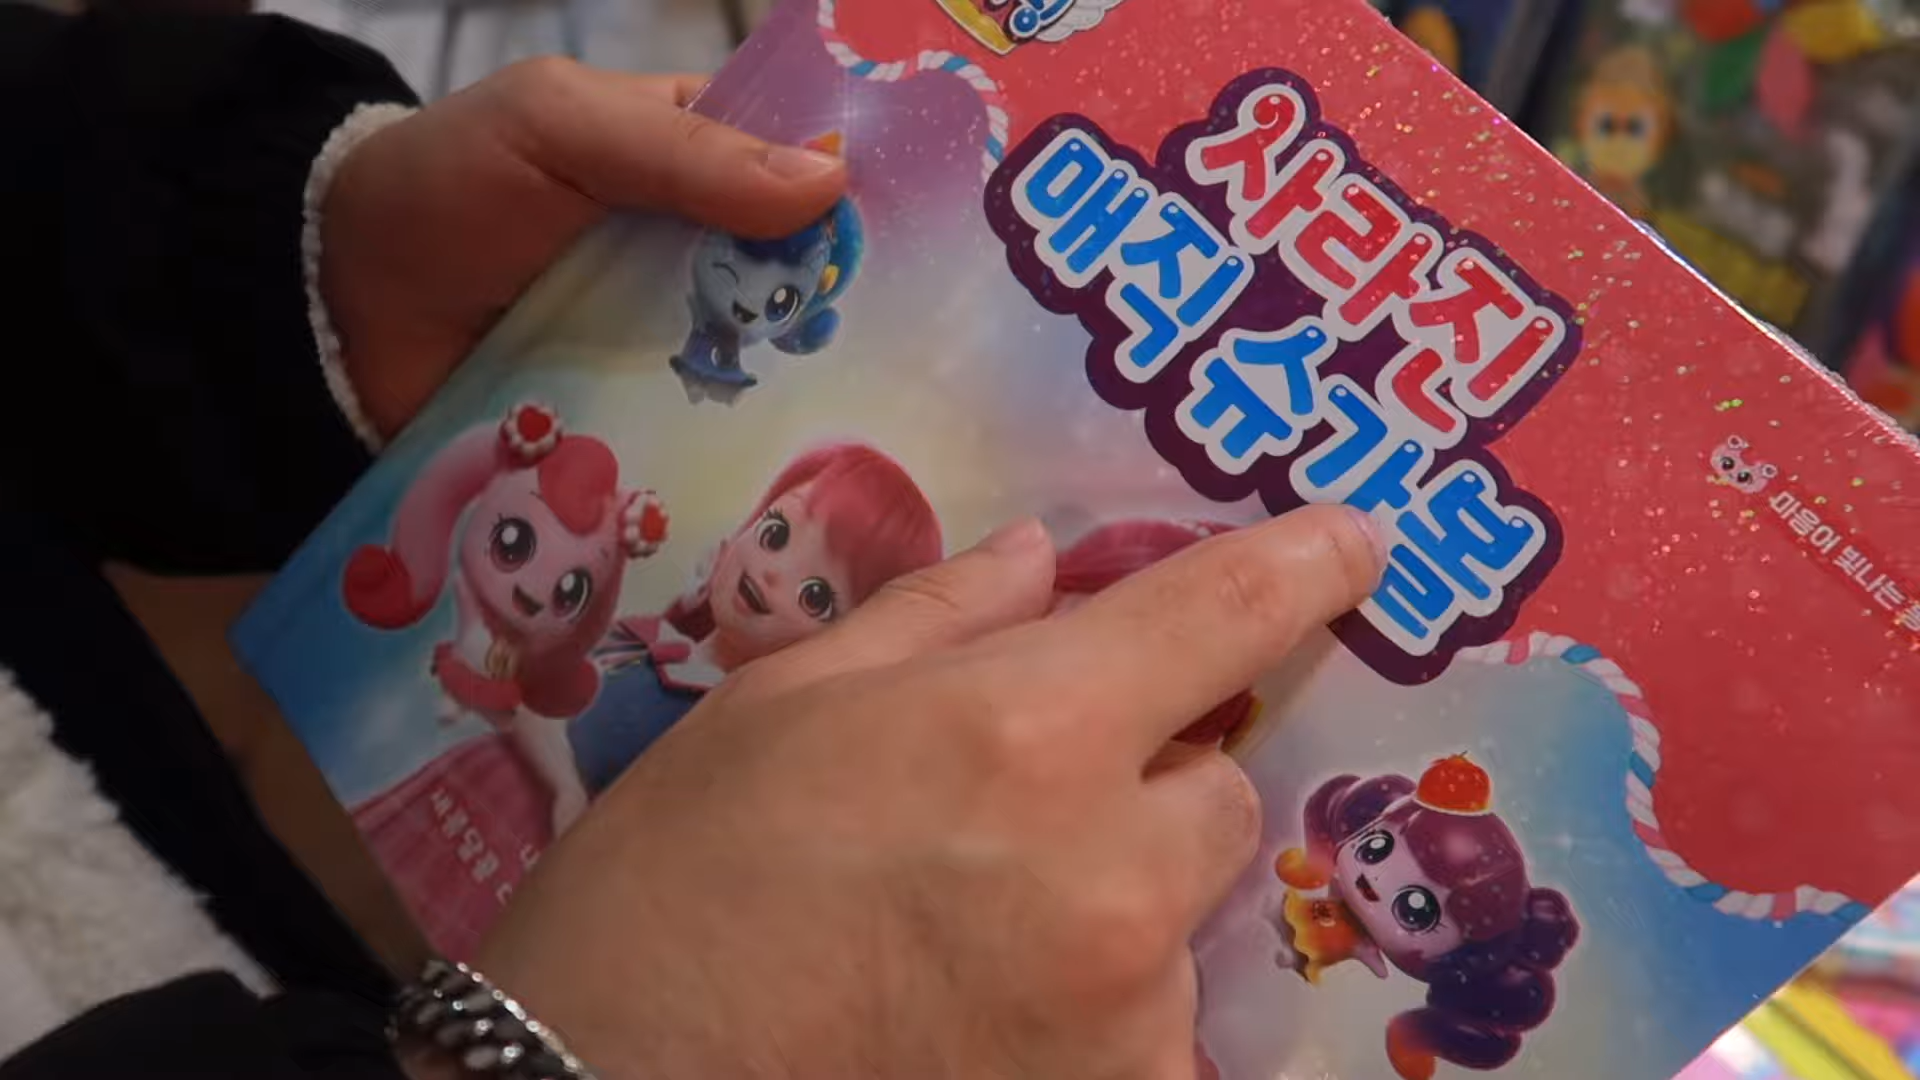 사라진
매직 슈가볼
마음이 빛나는